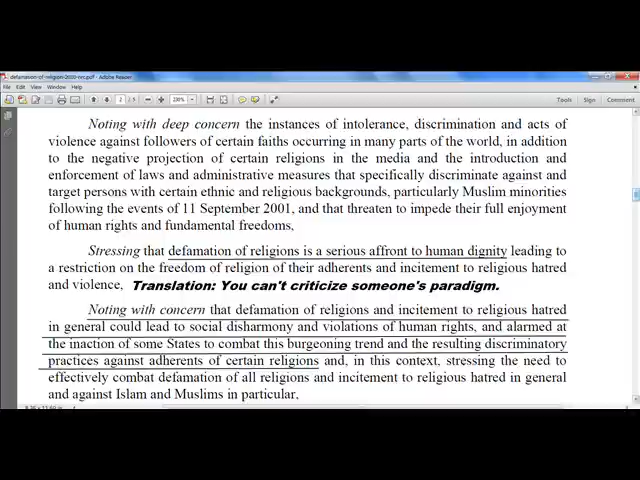 defamation-of-religion-2009-nrs.pdf - Adobe Reader
File Edit View Window Help
2 / 5 230% Tools Sign Comment
Noting with deep concern the instances of intolerance, discrimination and acts of
violence against followers of certain faiths occurring in many parts of the world, in addition
to the negative projection of certain religions in the media and the introduction and
enforcement of laws and administrative measures that specifically discriminate against and
target persons with certain ethnic and religious backgrounds, particularly Muslim minorities
following the events of 11 September 2001, and that threaten to impede their full enjoyment
of human rights and fundamental freedoms,
Stressing that defamation of religions is a serious affront to human dignity leading to
a restriction on the freedom of religion of their adherents and incitement to religious hatred
and violence, Translation: You can't criticize someone's paradigm.
Noting with concern that defamation of religions and incitement to religious hatred
in general could lead to social disharmony and violations of human rights, and alarmed at
the inaction of some States to combat this burgeoning trend and the resulting discriminatory
practices against adherents of certain religions and, in this context, stressing the need to
effectively combat defamation of all religions and incitement to religious hatred in general
and against Islam and Muslims in particular,